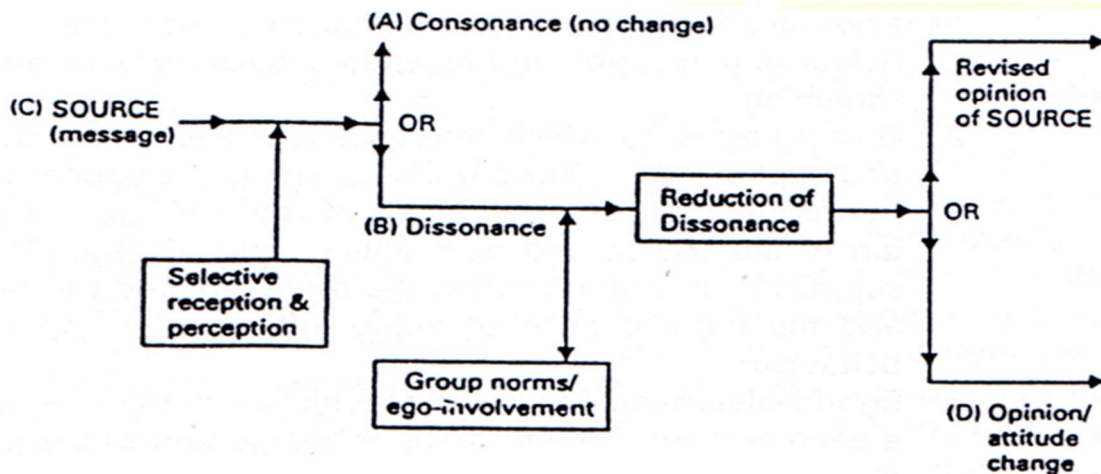 (A) Consonance (no change)
(C) SOURCE
(message)
OR
(B) Dissonance
Selective
reception &
perception
Group norms/
ego-involvement
Reduction of
Dissonance
Revised
opinion
of SOURCE
OR
(D) Opinion/
attitude
change